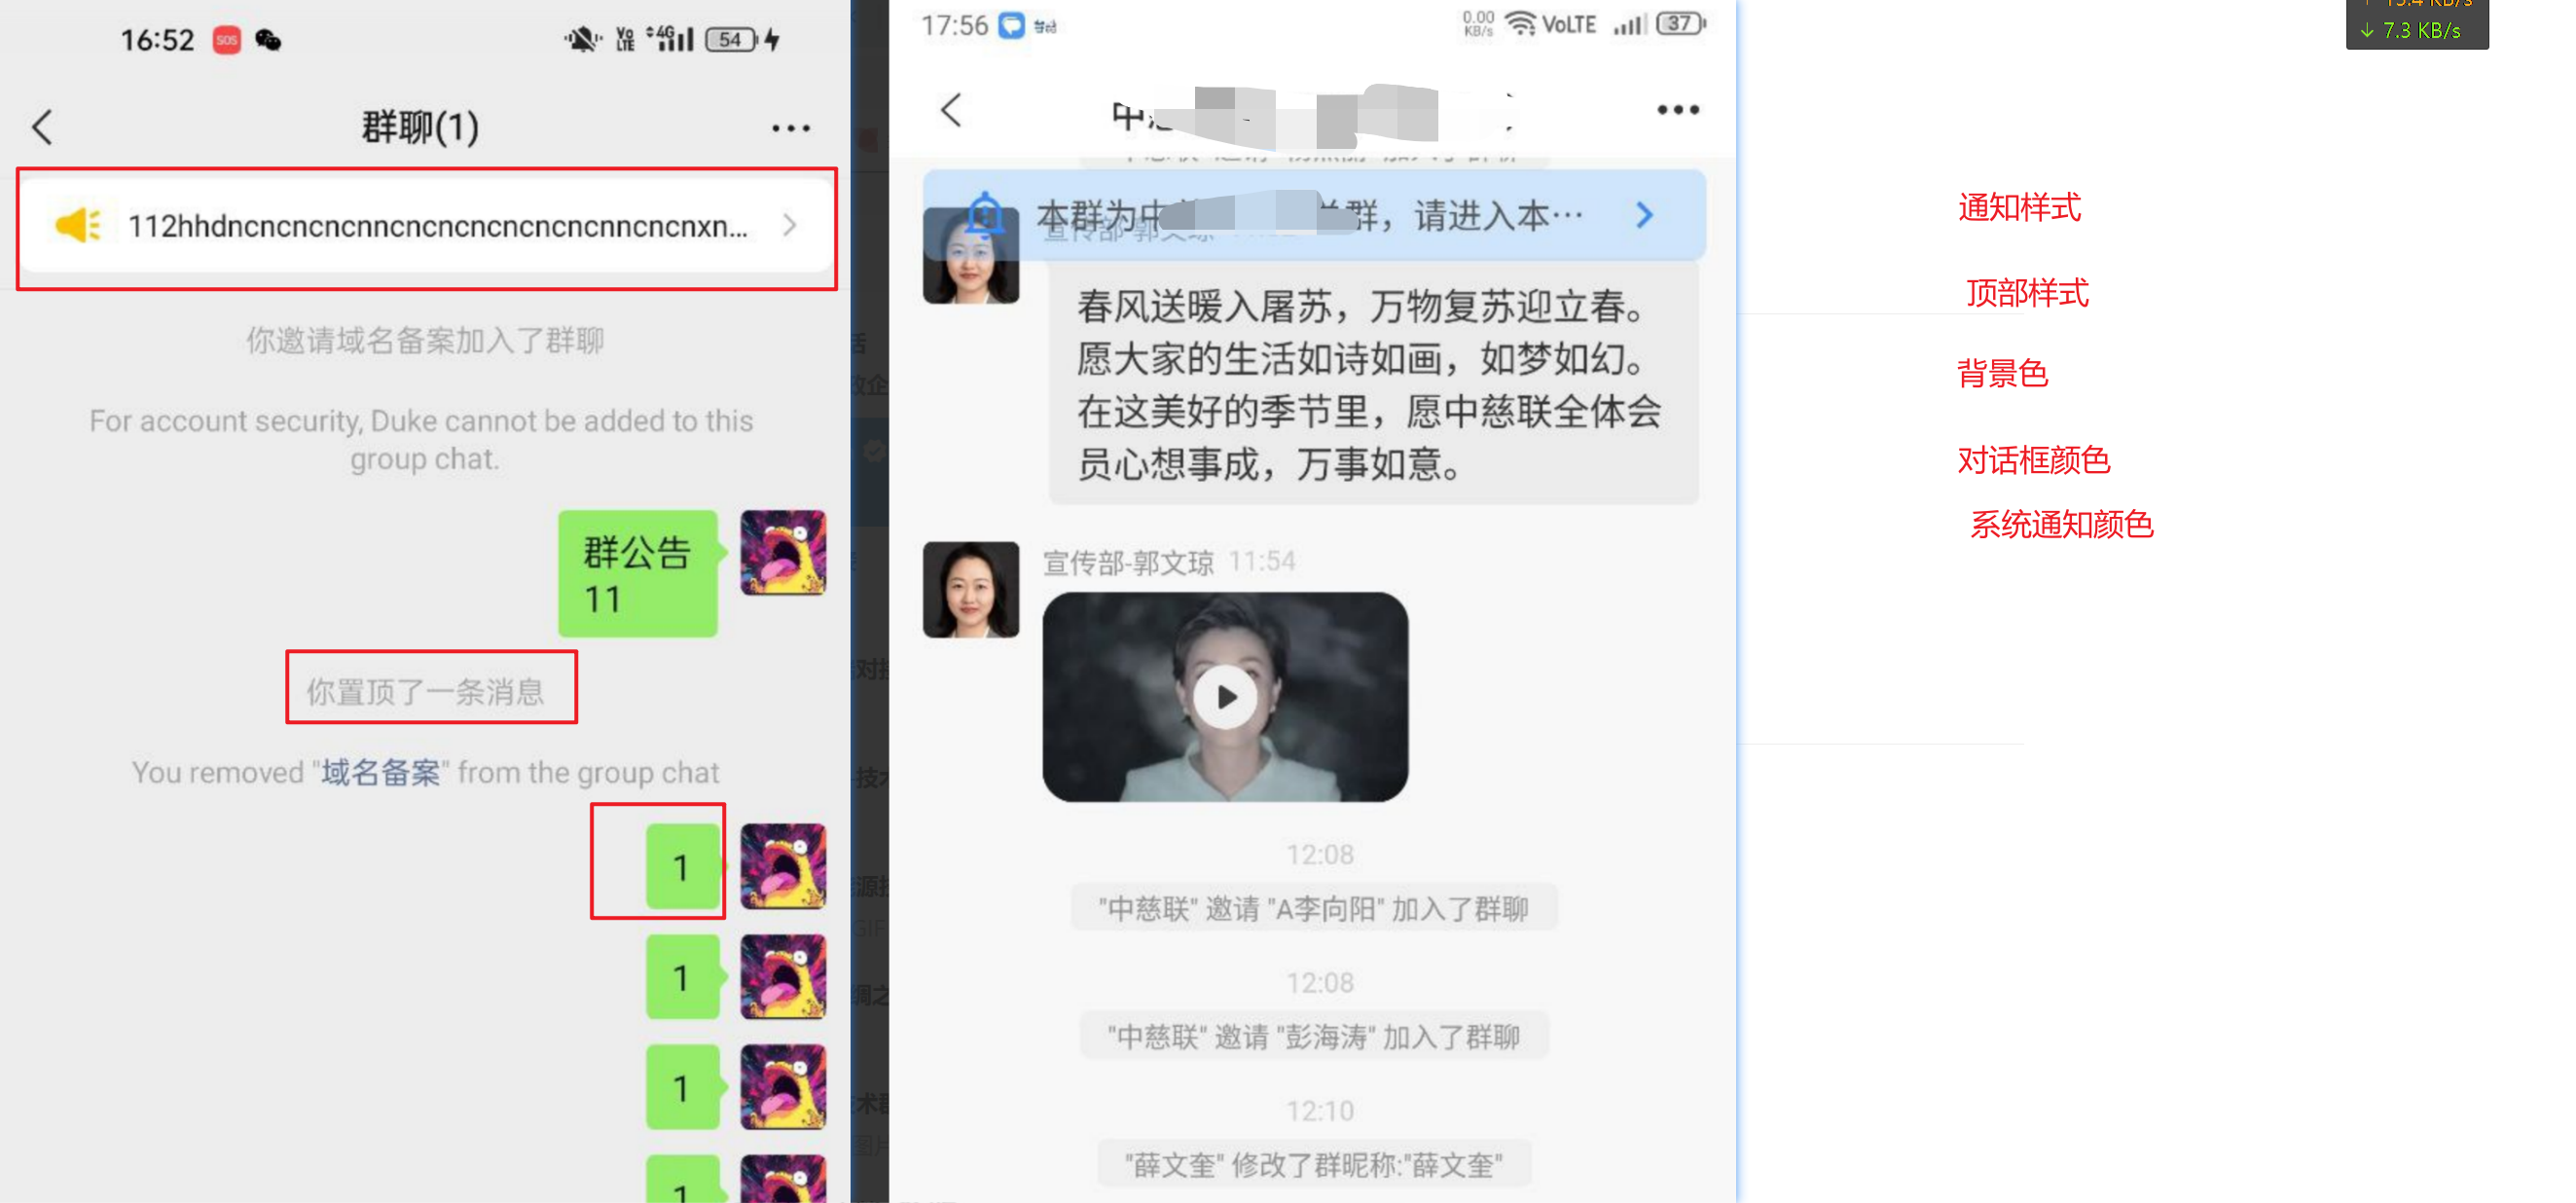 16:52 SOS
VoLTE 4G 54
群聊(1)
112hhdncncncncnncncncncncncncnncncnxn...
你邀请域名备案加入了群聊
For account security, Duke cannot be added to this
group chat.
群公告
11
你置顶了一条消息
You removed "域名备案" from the group chat
1
1
1
1
17:56
0.00 KB/s VoLTE 37
本群为中
群，请进入本…
宣传部-郭文琼
春风送暖入屠苏，万物复苏迎立春。
愿大家的生活如诗如画，如梦如幻。
在这美好的季节里，愿中慈联全体会
员心想事成，万事如意。
宣传部-郭文琼 11:54
12:08
"中慈联" 邀请 "A李向阳" 加入了群聊
12:08
"中慈联" 邀请 "彭海涛" 加入了群聊
12:10
"薛文奎" 修改了群昵称:"薛文奎"
↓ 7.3 KB/s
通知样式
顶部样式
背景色
对话框颜色
系统通知颜色